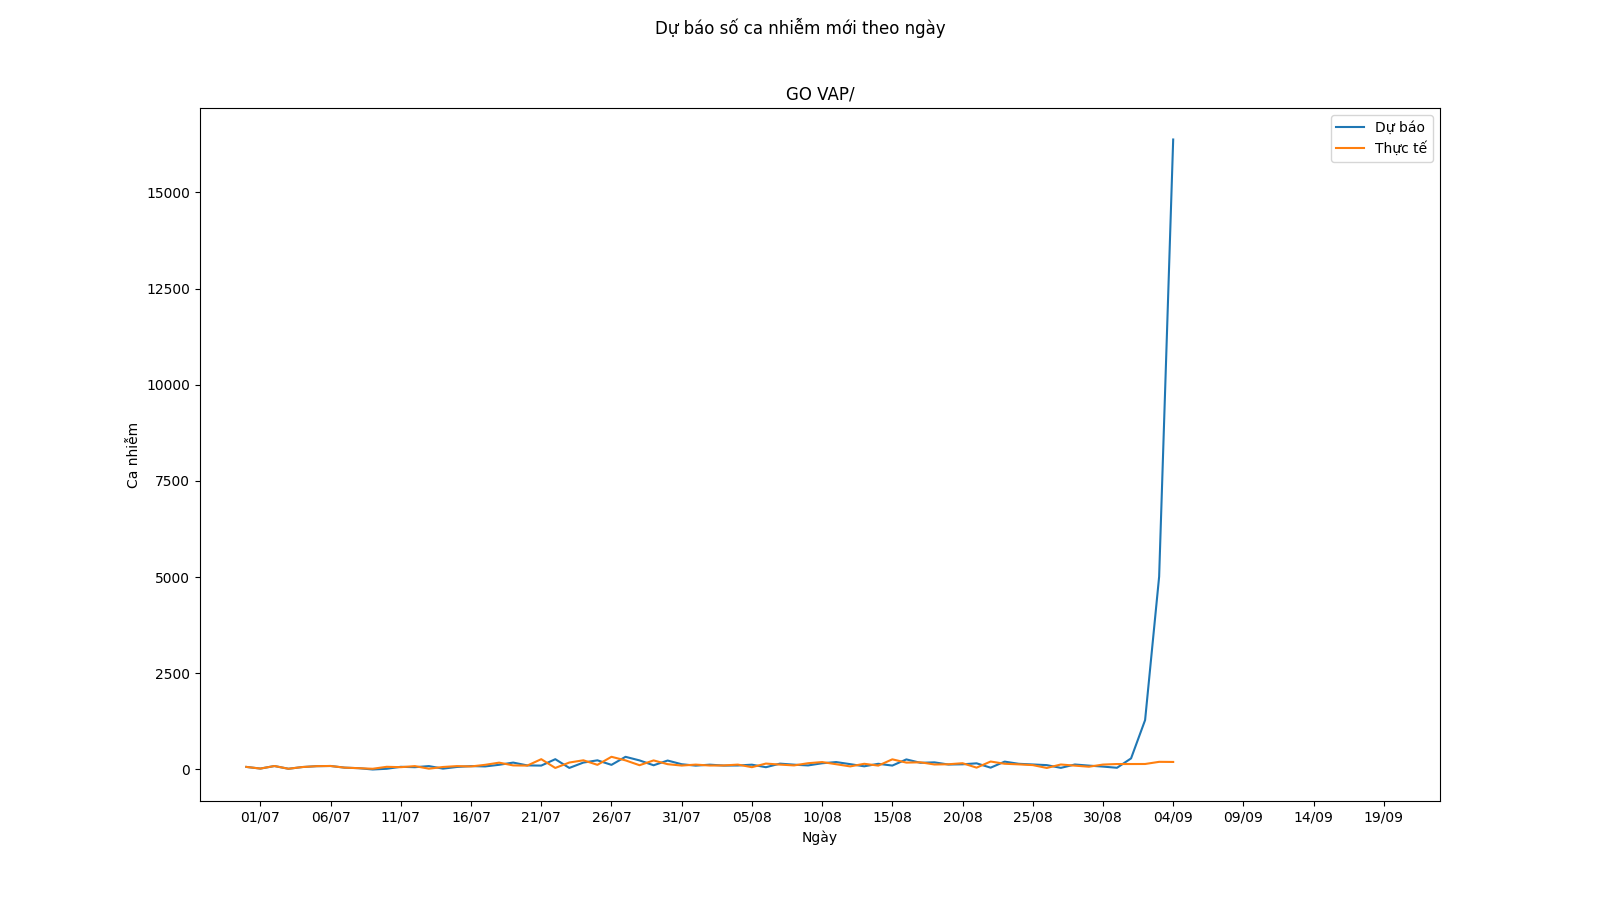 Dự báo số ca nhiễm mới theo ngày
GO VAP/
Dự báo
Thực tế
15000
12500
10000
7500
5000
2500
0
Ca nhiễm
01/07 06/07 11/07 16/07 21/07 26/07 31/07 05/08 10/08 15/08 20/08 25/08 30/08 04/09 09/09 14/09 19/09
Ngày